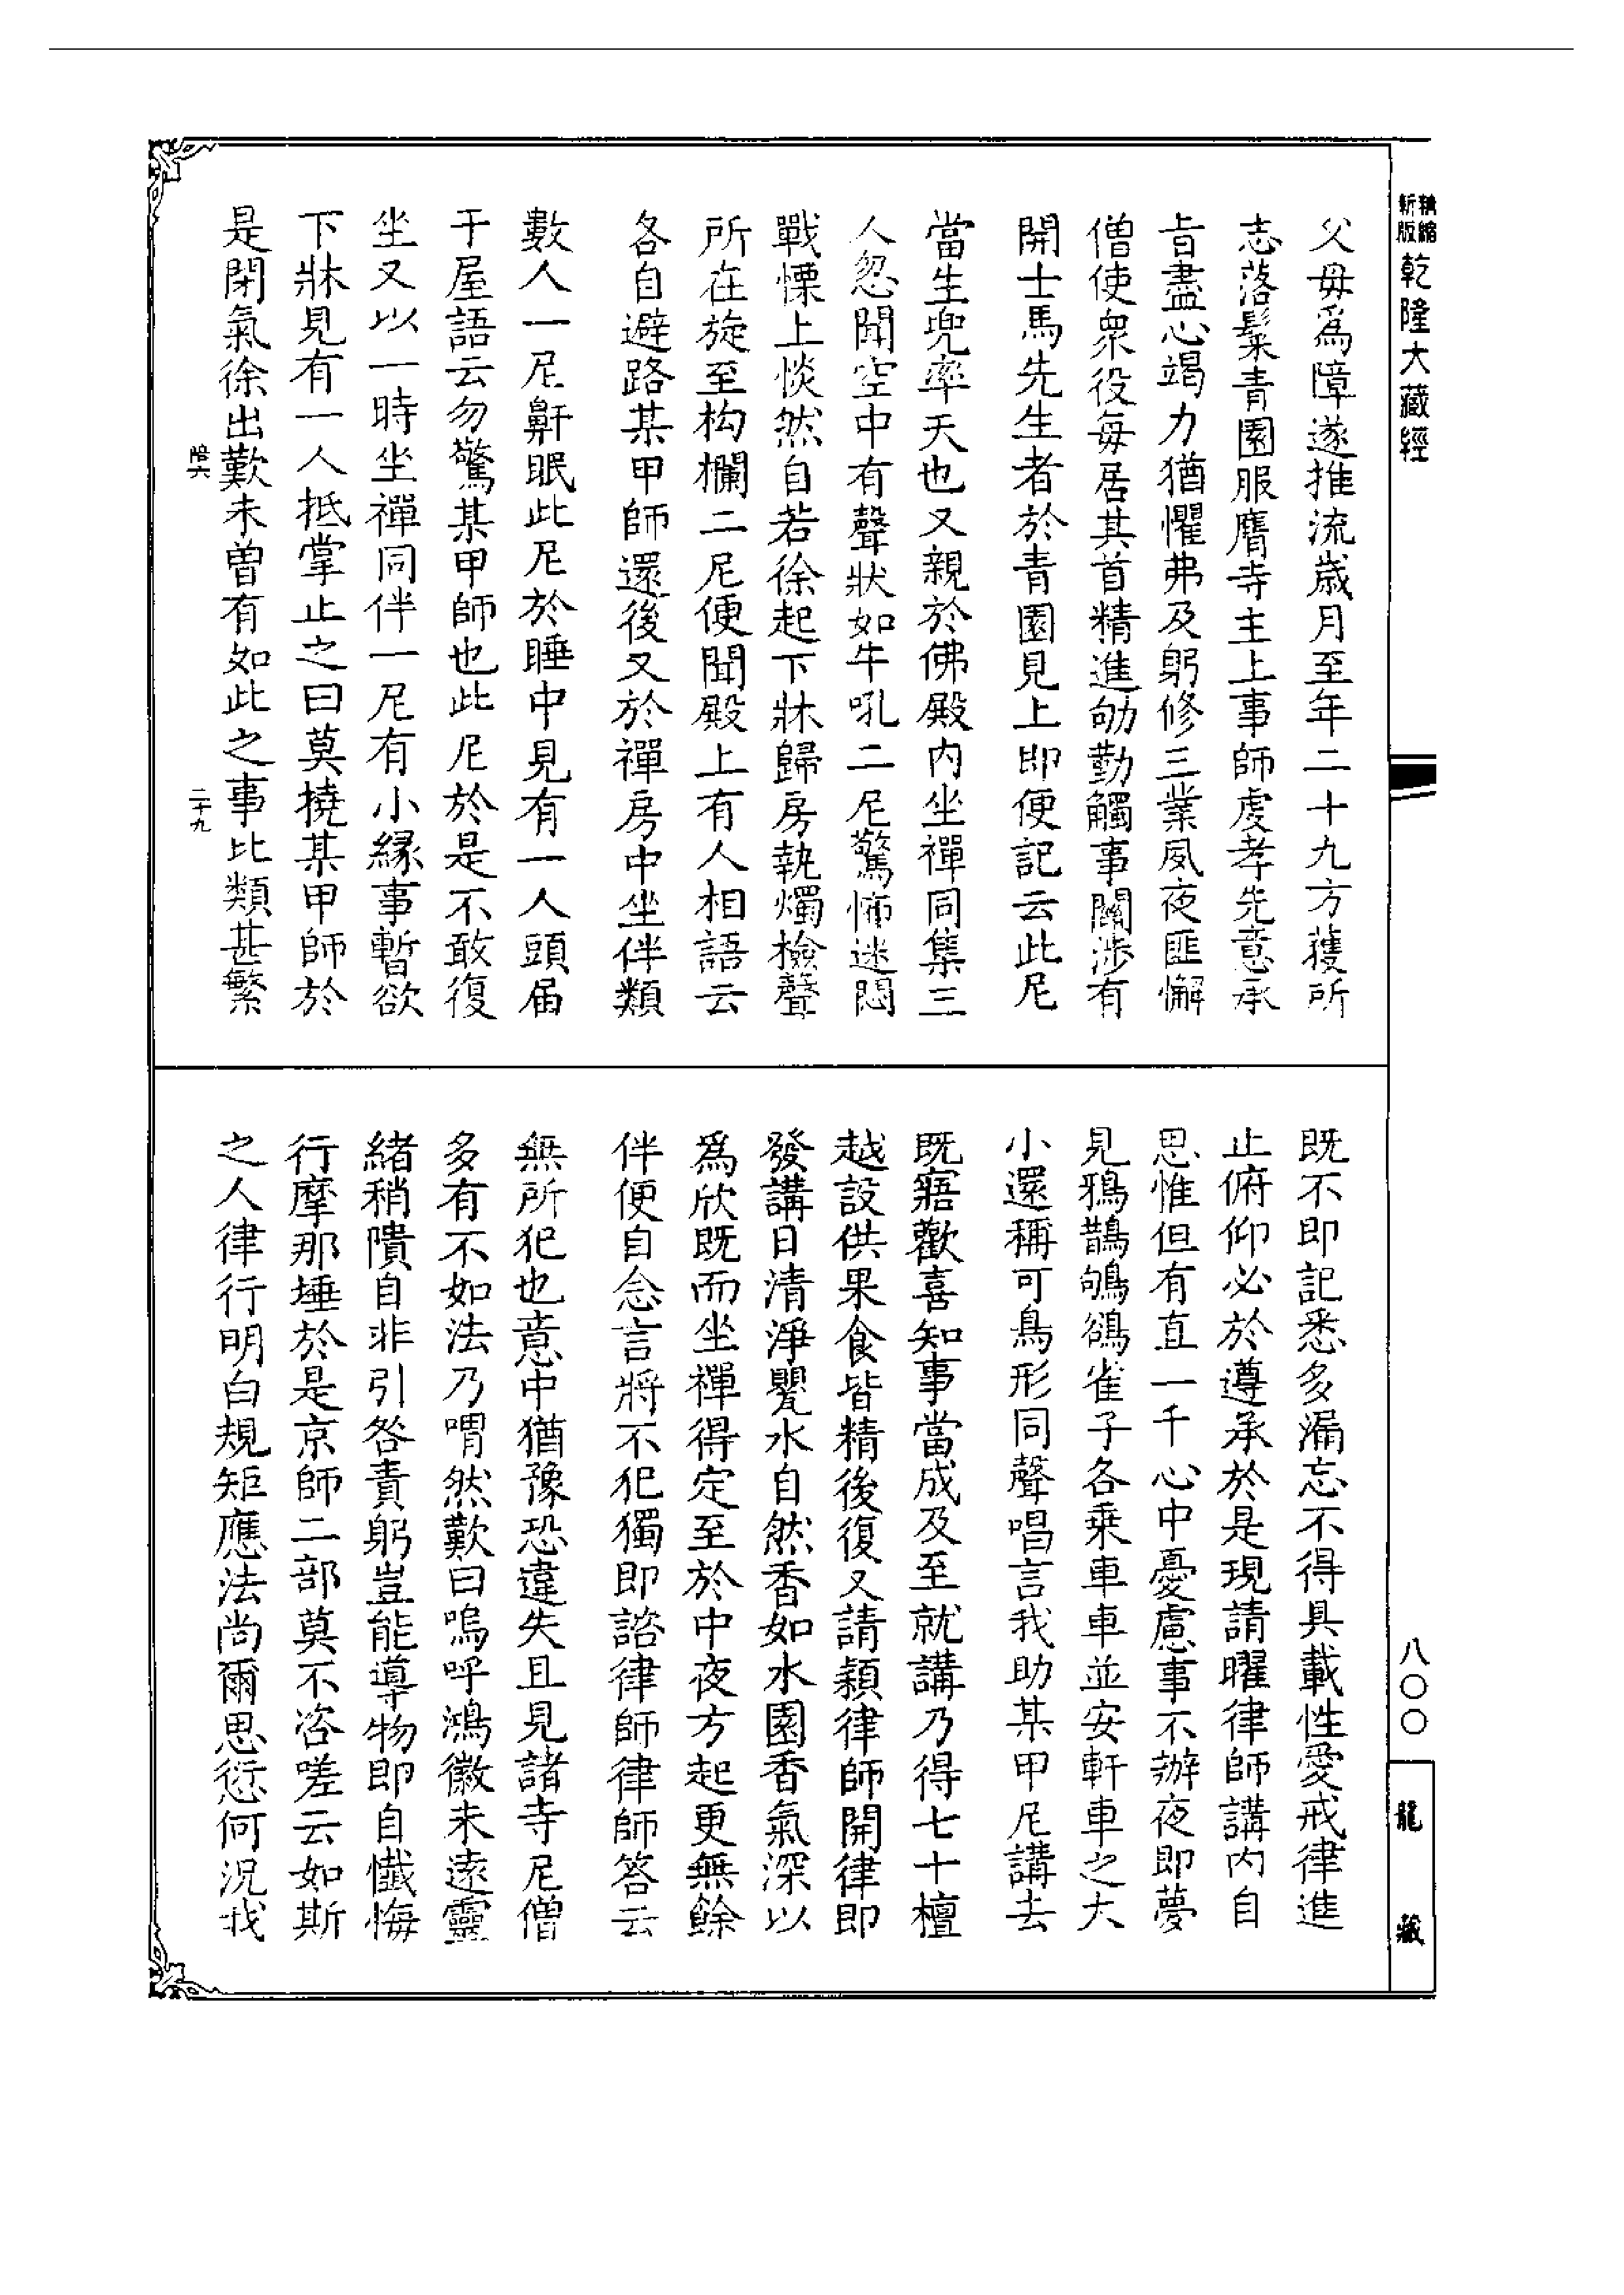 精縮新版乾隆大藏經
父毋爲障遂推流歲月至年二十九方獲所
志落䰂青園服膺寺主上事師虔孝先意承
旨盡心竭力猶懼弗及躬修三業夙夜匪懈
僧使衆役每居其首精進劬勤觸事關涉有
開士馬先生者於青園見上即便記云此尼
當生兜率天也又親於佛殿内坐禪同集三
人忽聞空中有聲狀如牛吼二尼驚怖迷悶
戰慄上惔然自若徐起下牀歸房執燭檢聲
所在旋至构欄二尼便聞殿上有人相語云
各自避路某甲師還後又於禪房中坐伴類
數人一尼鼾眠此尼於睡中見有一人頭届
于屋語云勿驚某甲師也此尼於是不敢復
坐又以一時坐禪同伴一尼有小縁事暫欲
下牀見有一人抵掌止之曰莫撓某甲師於
是閉氣徐出歎未曽有如此之事比類甚繁
陪六
二十九
既不即記悉多漏忘不得具載性愛戒律進
止俯仰必於遵承於是現請曜律師講内自
思惟但有直一千心中憂慮事不辦夜即夢
見鵶鵲鴝鵒雀子各乗車車並安軒車之大
小還稱可鳥形同聲唱言我助某甲尼講去
既寤歡喜知事當成及至就講乃得七十檀
越設供果食皆精後復又請穎律師開律即
發講日清淨甖水自然香如水園香氣深以
爲欣既而坐禪得定至於中夜方起更無餘
伴便自念言將不犯獨即諮律師律師答云
無所犯也意中猶豫恐違失且見諸寺尼僧
多有不如法乃喟然歎曰嗚呼鴻徽未遠靈
緒稍隤自非引咎責躬豈能導物即自懺悔
行摩那埵於是京師二部莫不咨嗟云如斯
之人律行明白規矩應法尚爾思愆何況我
八〇〇
龍藏